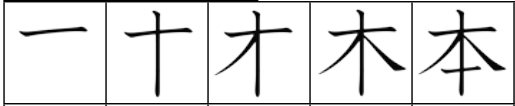 一 十 才 木 本